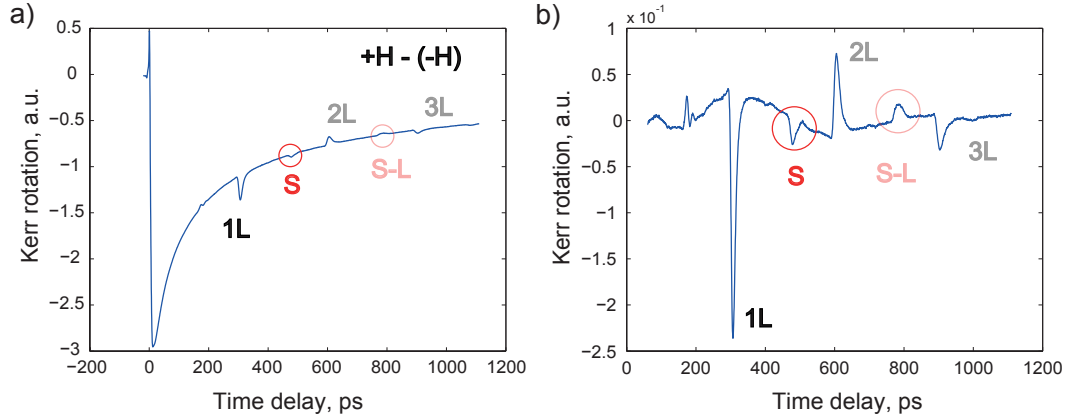 a)
+H - (-H)
Kerr rotation, a.u.
0.5
0
−0.5
−1
−1.5
−2
−2.5
−3
1L
S
2L
S-L
3L
−200
0
200
400
600
800
1000
1200
Time delay, ps
b)
x 10⁻¹
Kerr rotation, a.u.
1
0.5
0
−0.5
−1
−1.5
−2
−2.5
1L
S
2L
S-L
3L
0
200
400
600
800
1000
1200
Time delay, ps